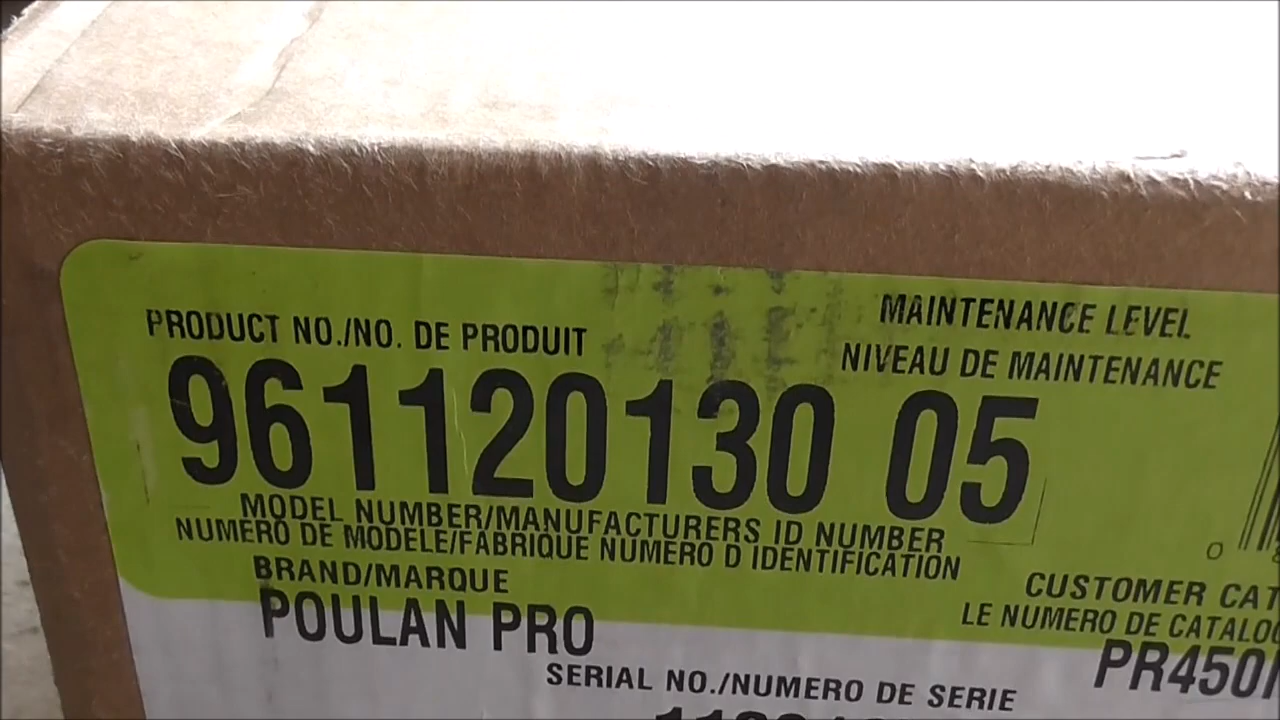 PRODUCT NO./NO. DE PRODUIT
MAINTENANCE LEVEL
NIVEAU DE MAINTENANCE
961120130 05
MODEL NUMBER/MANUFACTURERS ID NUMBER
NUMERO DE MODELE/FABRIQUE NUMERO D IDENTIFICATION
O
BRAND/MARQUE
POULAN PRO
CUSTOMER CAT
LE NUMERO DE CATALOG
PR450
SERIAL NO./NUMERO DE SERIE